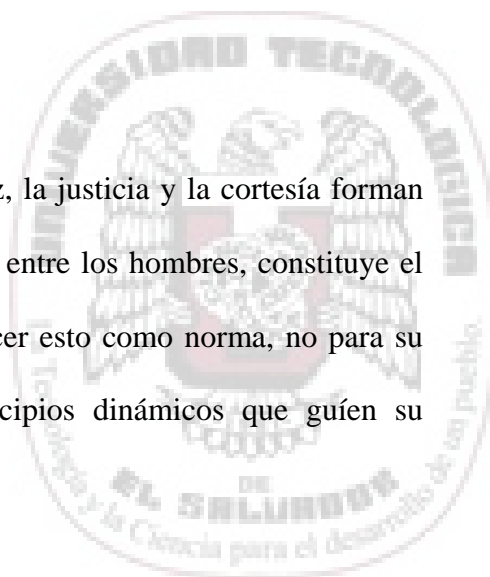 UNIVERSIDAD TECNOLOGICA
z, la justicia y la cortesía forman
entre los hombres, constituye el
cer esto como norma, no para su
cipios dinámicos que guíen su
DE
EL SALVADOR
La Tecnología y la Ciencia para el desarrollo de un pueblo.